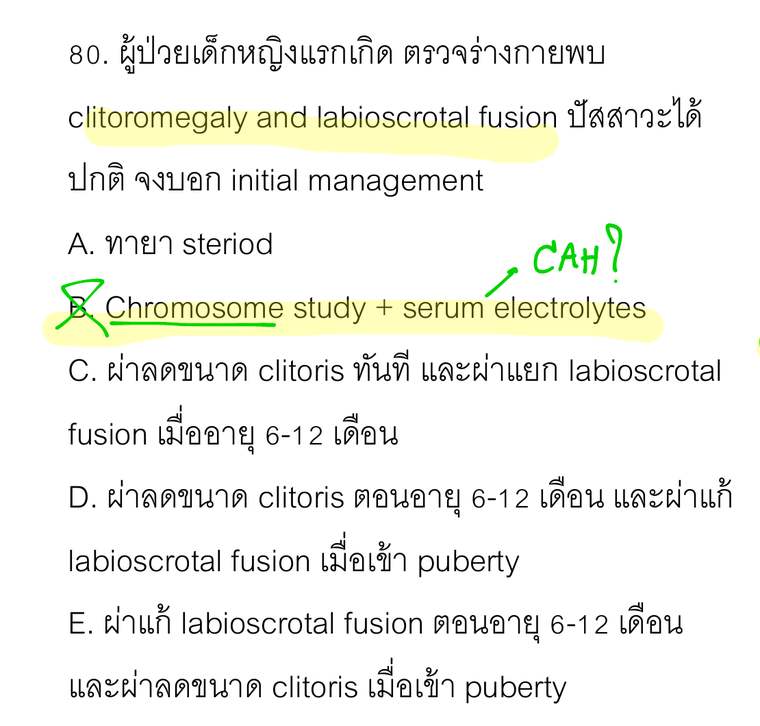 80. ผู้ป่วยเด็กหญิงแรกเกิด ตรวจร่างกายพบ
clitoromegaly and labioscrotal fusion ปัสสาวะได้
ปกติ จงบอก initial management
A. ทายา steriod
CAH?
B. Chromosome study + serum electrolytes
C. ผ่าลดขนาด clitoris ทันที และผ่าแยก labioscrotal
fusion เมื่ออายุ 6-12 เดือน
D. ผ่าลดขนาด clitoris ตอนอายุ 6-12 เดือน และผ่าแก้
labioscrotal fusion เมื่อเข้า puberty
E. ผ่าแก้ labioscrotal fusion ตอนอายุ 6-12 เดือน
และผ่าลดขนาด clitoris เมื่อเข้า puberty